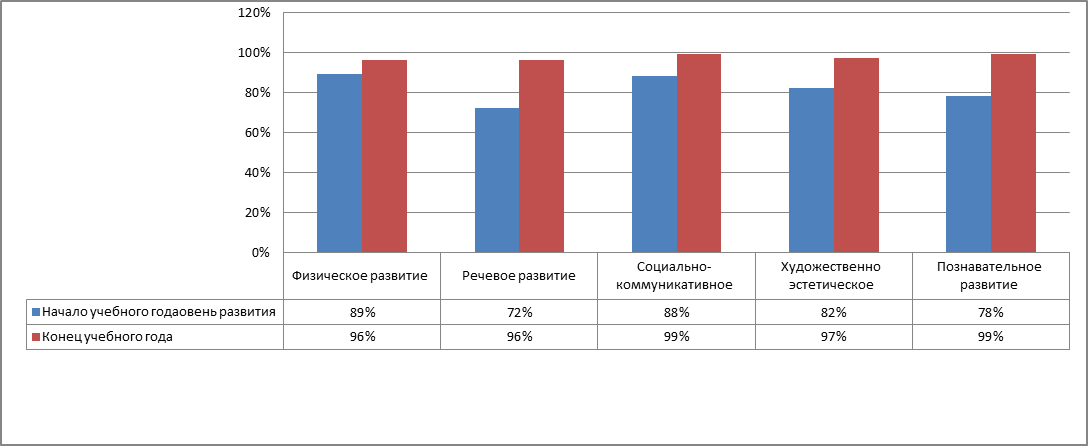 120%
100%
80%
60%
40%
20%
0%
Физическое развитие
Речевое развитие
Социально-
коммуникативное
Художественно
эстетическое
Познавательное
развитие
Начало учебного годаовень развития 89% 72% 88% 82% 78%
Конец учебного года 96% 96% 99% 97% 99%